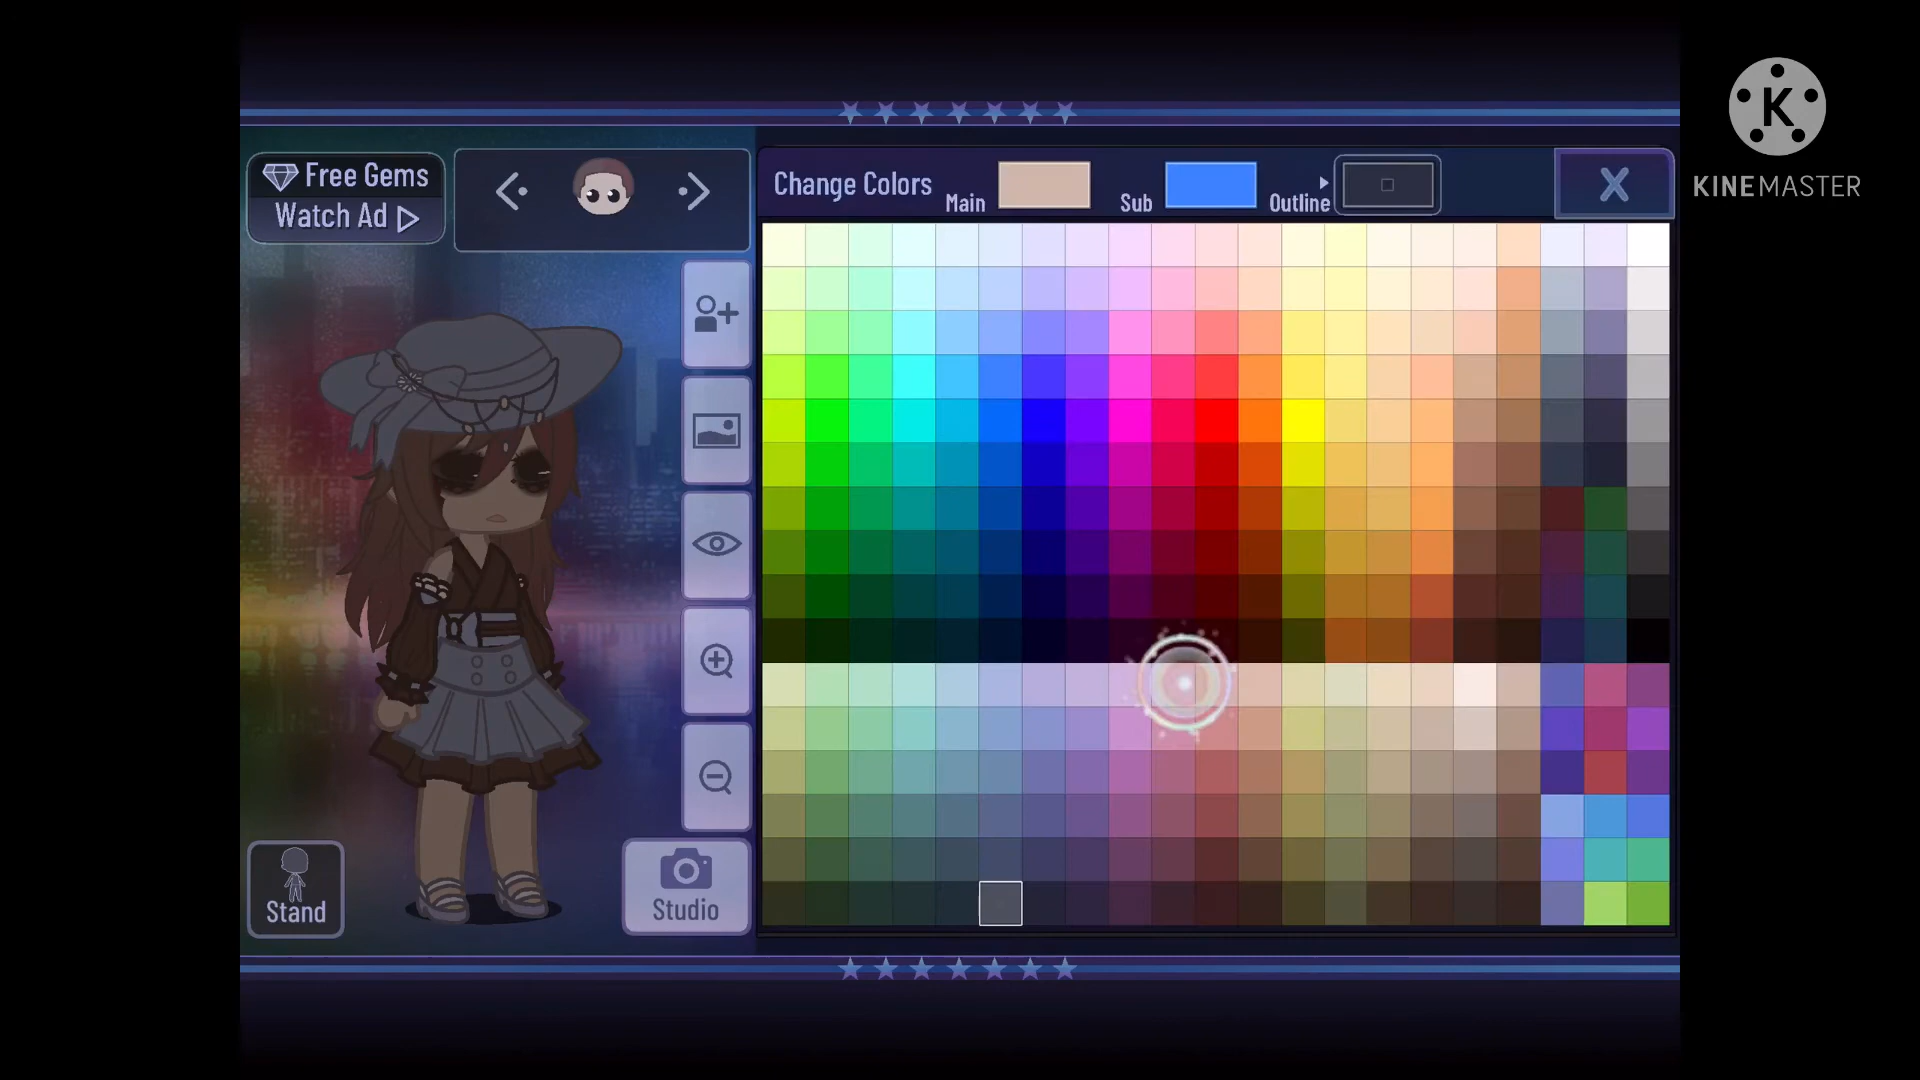 Free Gems
Watch Ad
Change Colors
Main
Sub
Outline
X
K
KINEMASTER
Stand
Studio